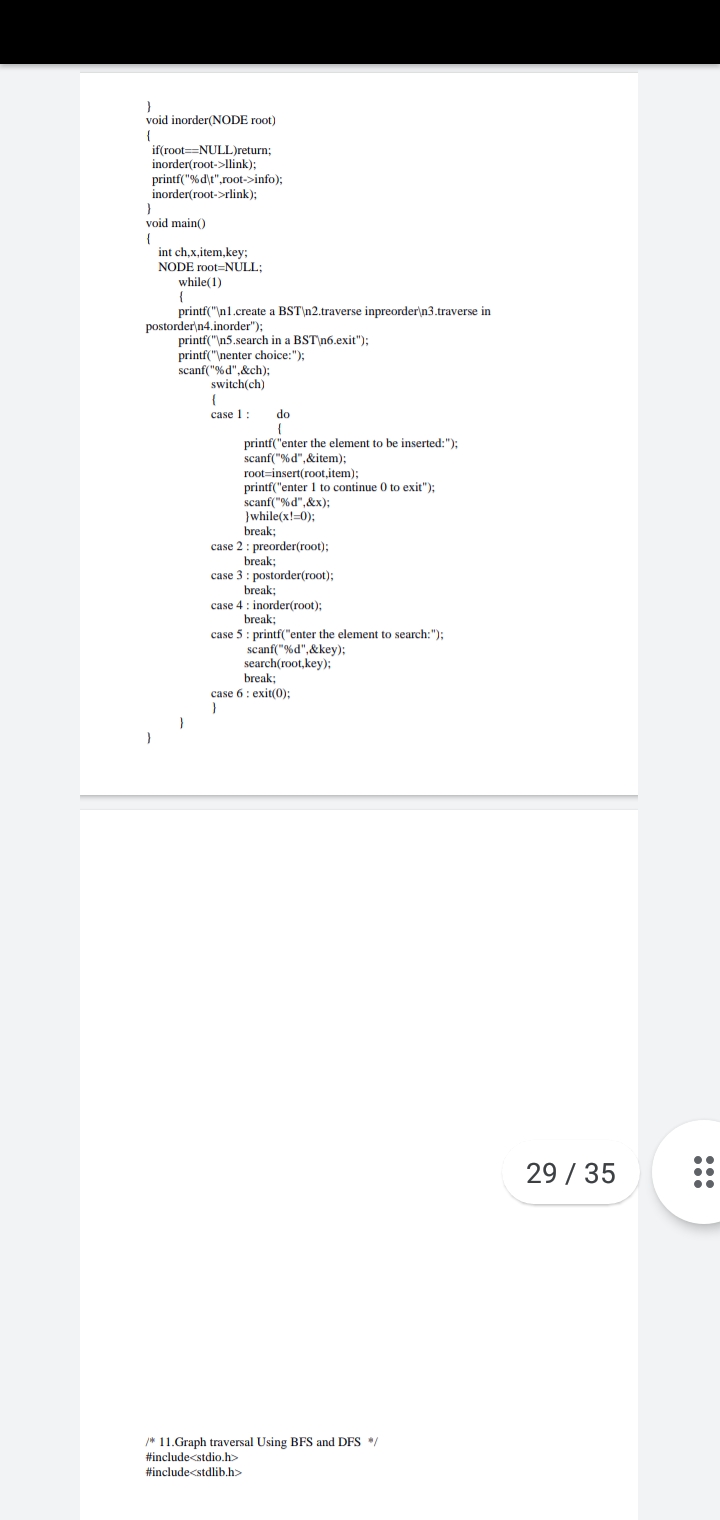 }
void inorder(NODE root)
{
if(root==NULL)return;
inorder(root->llink);
printf("%d\t",root->info);
inorder(root->rlink);
}
void main()
{
int ch,x,item,key;
NODE root=NULL;
while(1)
{
printf("\n1.create a BST\n2.traverse inpreorder\n3.traverse in
postorder\n4.inorder");
printf("\n5.search in a BST\n6.exit");
printf("\nenter choice:");
scanf("%d",&ch);
switch(ch)
{
case 1 : do
{
printf("enter the element to be inserted:");
scanf("%d",&item);
root=insert(root,item);
printf("enter 1 to continue 0 to exit");
scanf("%d",&x);
}while(x!=0);
break;
case 2 : preorder(root);
break;
case 3 : postorder(root);
break;
case 4 : inorder(root);
break;
case 5 : printf("enter the element to search:");
scanf("%d",&key);
search(root,key);
break;
case 6 : exit(0);
}
}
}
29 / 35
/* 11.Graph traversal Using BFS and DFS */
#include<stdio.h>
#include<stdlib.h>